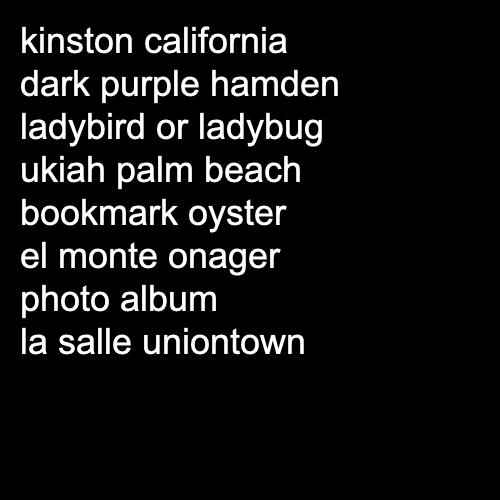 kinston california
dark purple hamden
ladybird or ladybug
ukiah palm beach
bookmark oyster
el monte onager
photo album
la salle uniontown